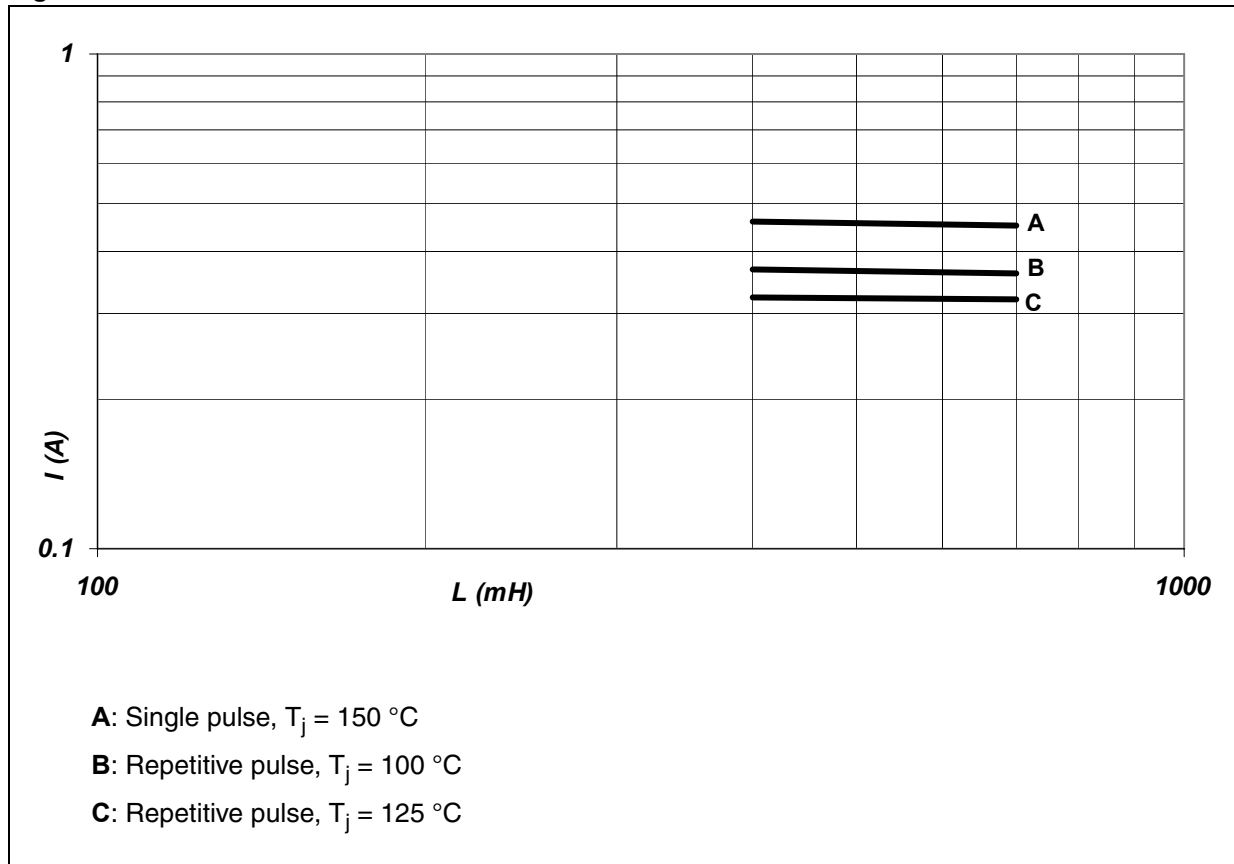 1
A
B
C
I (A)
0.1
100
L (mH)
1000
A: Single pulse, Tj = 150 °C
B: Repetitive pulse, Tj = 100 °C
C: Repetitive pulse, Tj = 125 °C